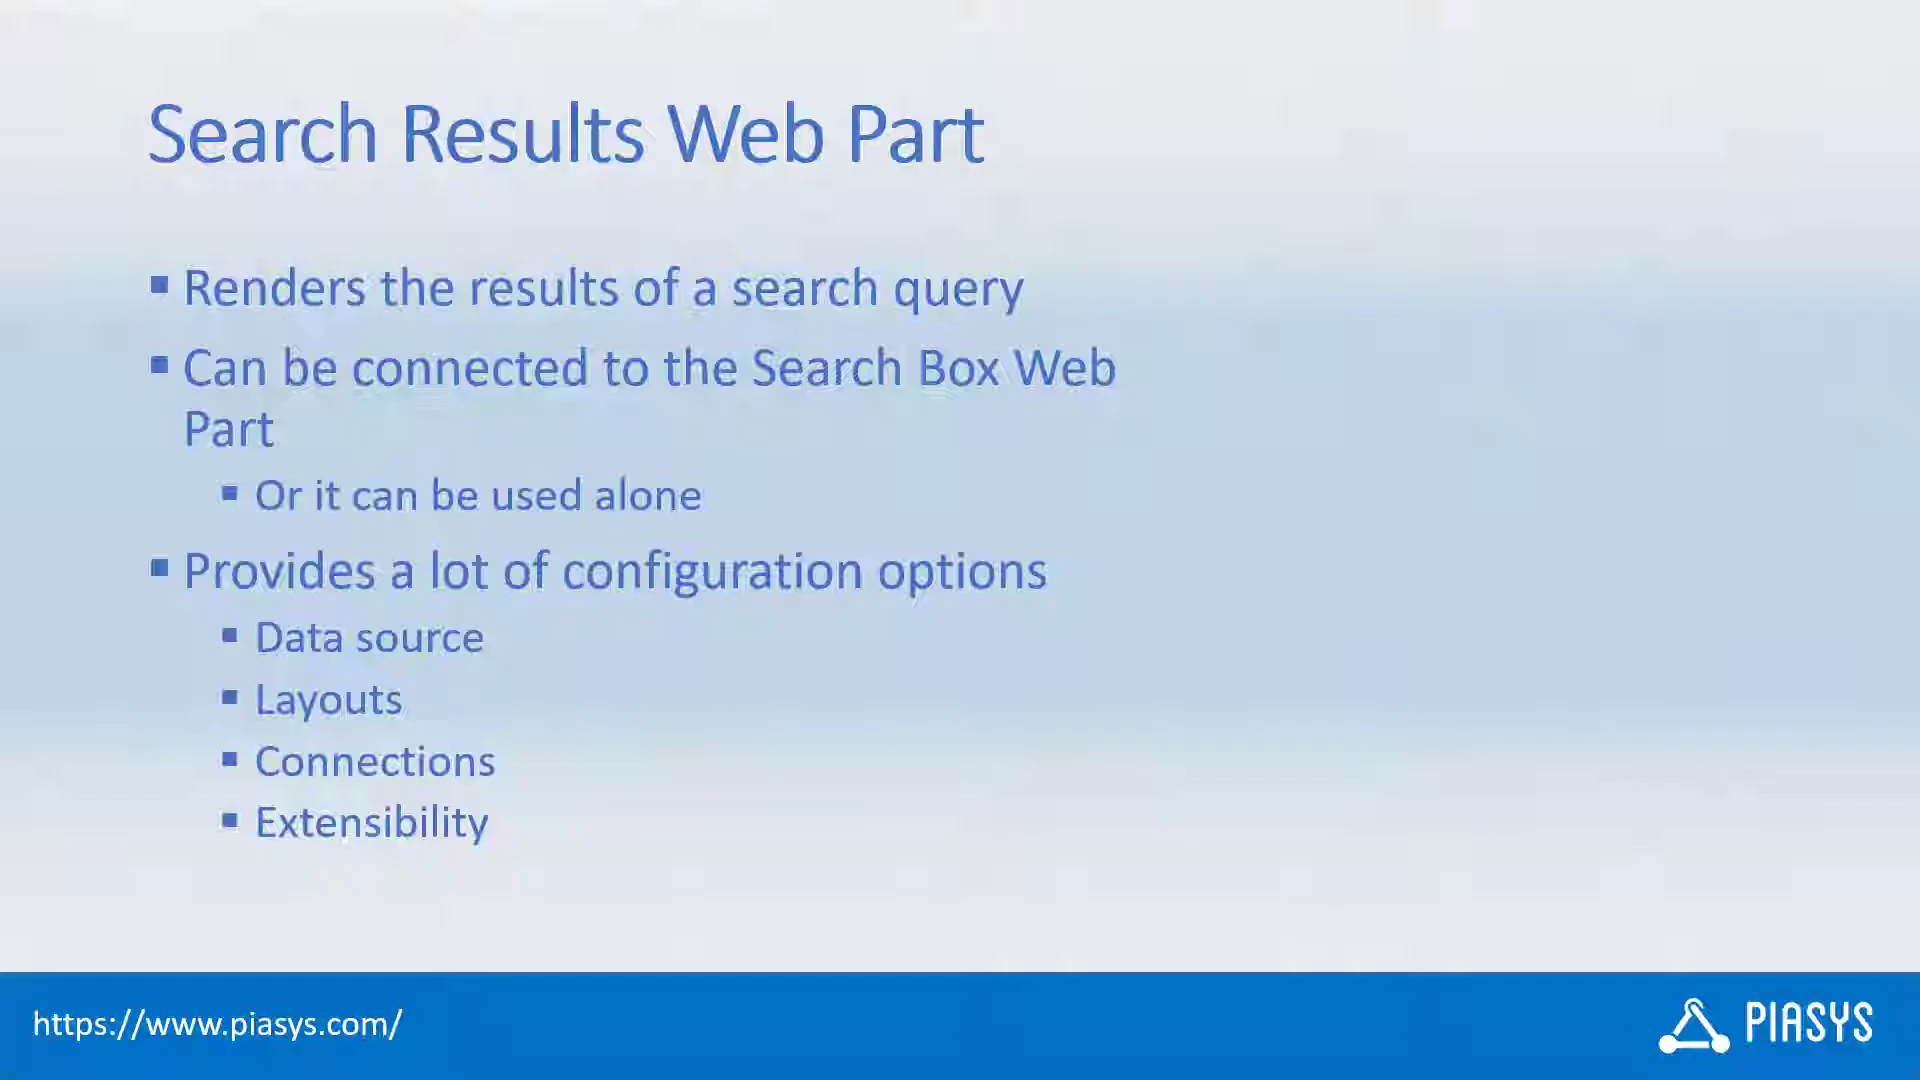 Search Results Web Part
▪ Renders the results of a search query
▪ Can be connected to the Search Box Web
Part
▪ Or it can be used alone
▪ Provides a lot of configuration options
▪ Data source
▪ Layouts
▪ Connections
▪ Extensibility
https://www.piasys.com/
PIASYS